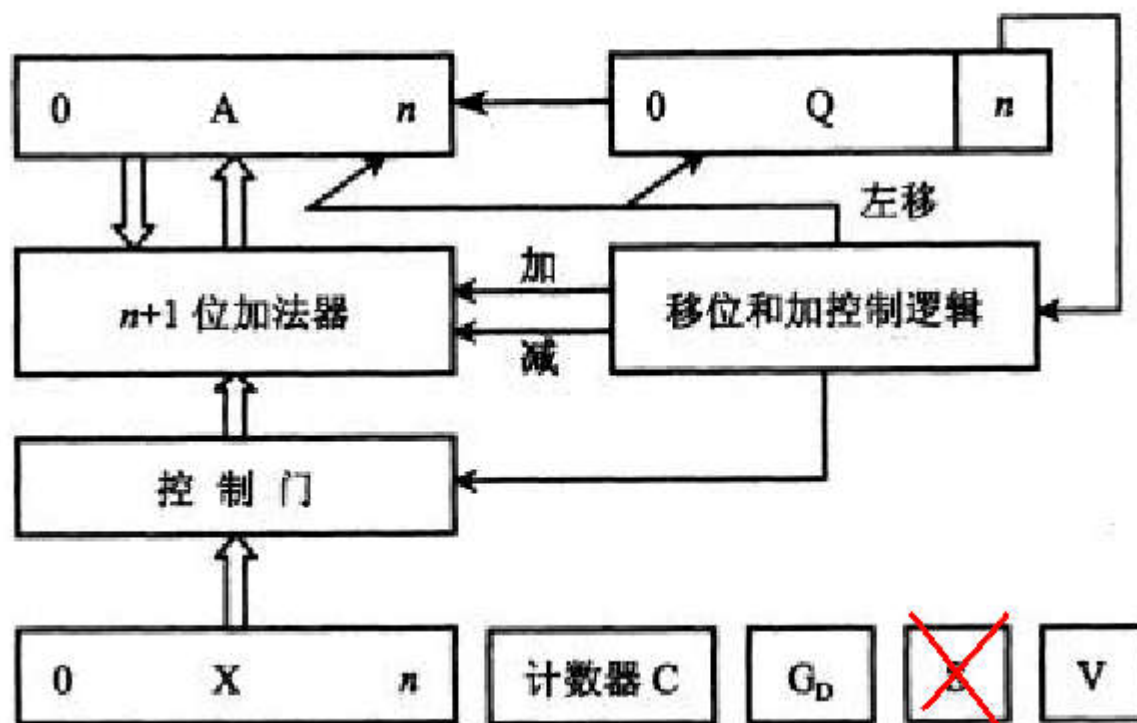 0 A n
0 Q n
左移
加
n+1 位加法器
移位和加控制逻辑
减
控 制 门
0 X n
计数器 C
G_D
V